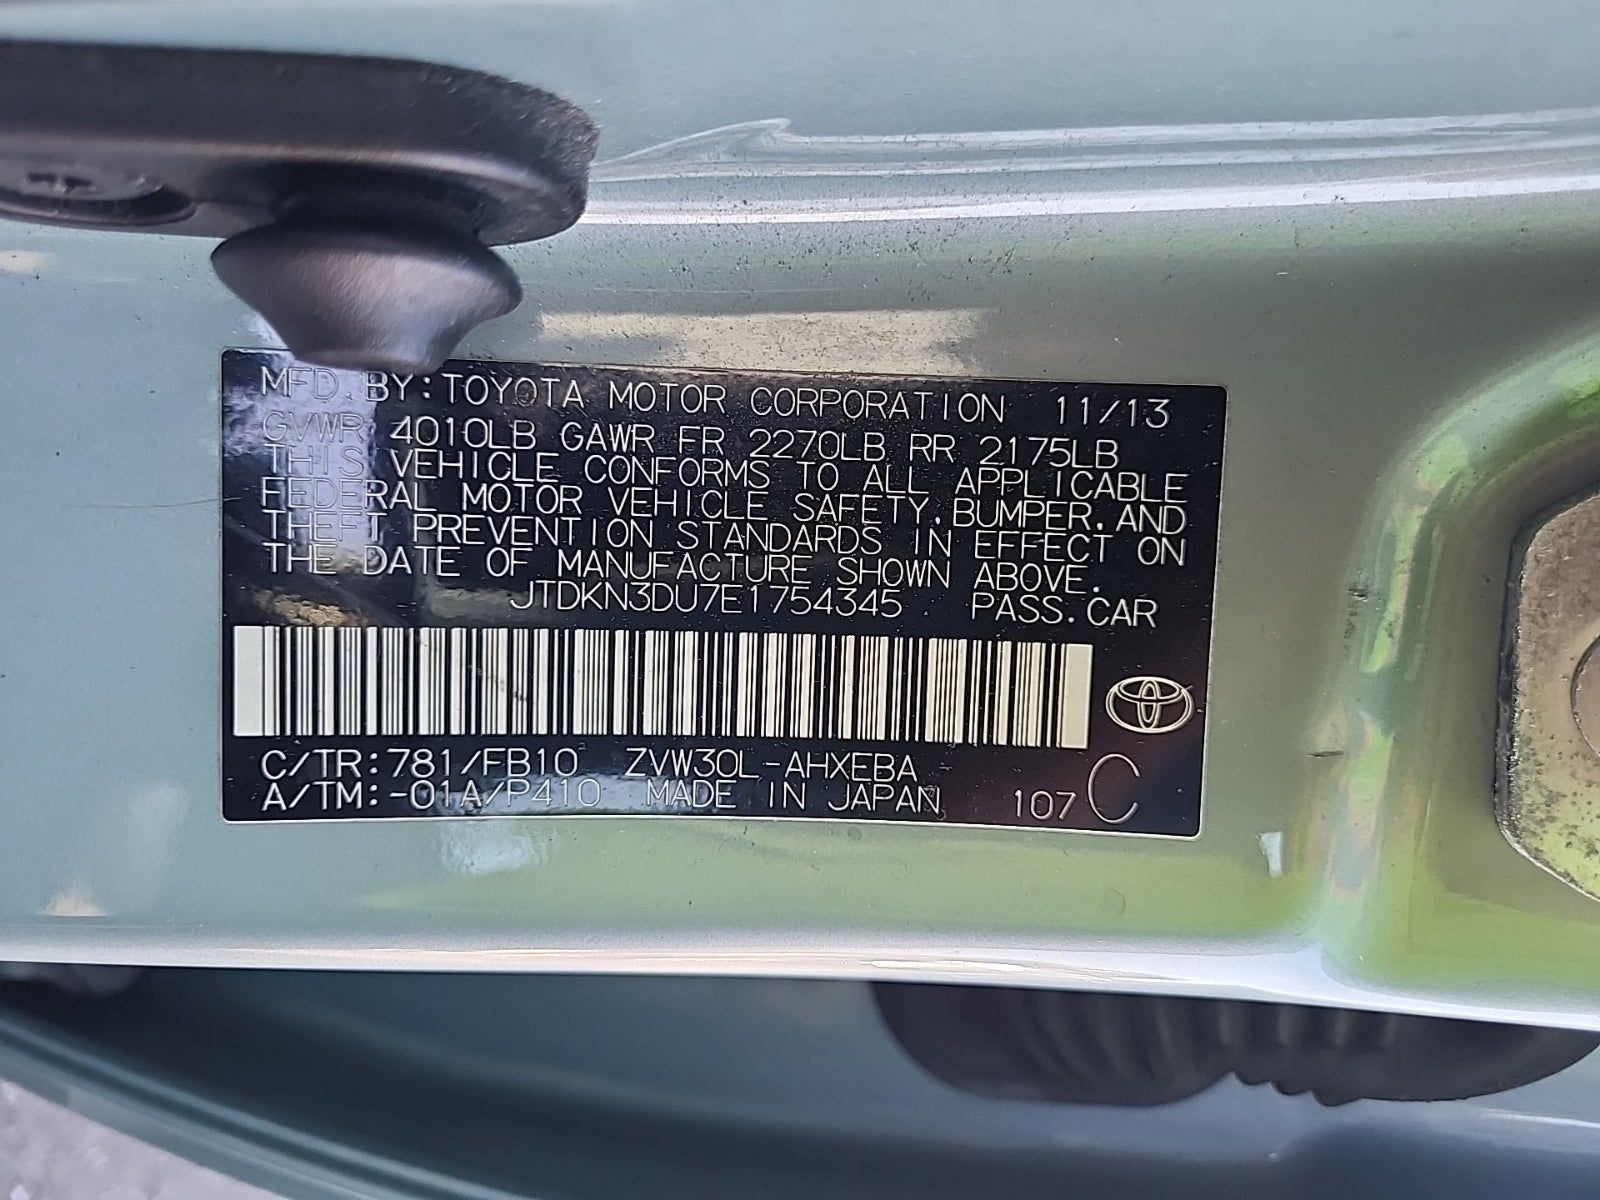 MFD. BY: TOYOTA MOTOR CORPORATION 11/13
GVWR 4010LB GAWR FR 2270LB RR 2175LB
THIS VEHICLE CONFORMS TO ALL APPLICABLE
FEDERAL MOTOR VEHICLE SAFETY, BUMPER, AND
THEFT PREVENTION STANDARDS IN EFFECT ON
THE DATE OF MANUFACTURE SHOWN ABOVE.
JTDKN3DU7E1754345 PASS. CAR
C/TR: 781/FB10 ZVW30L-AHXEBA
A/TM: -01A/P410 MADE IN JAPAN 107 C